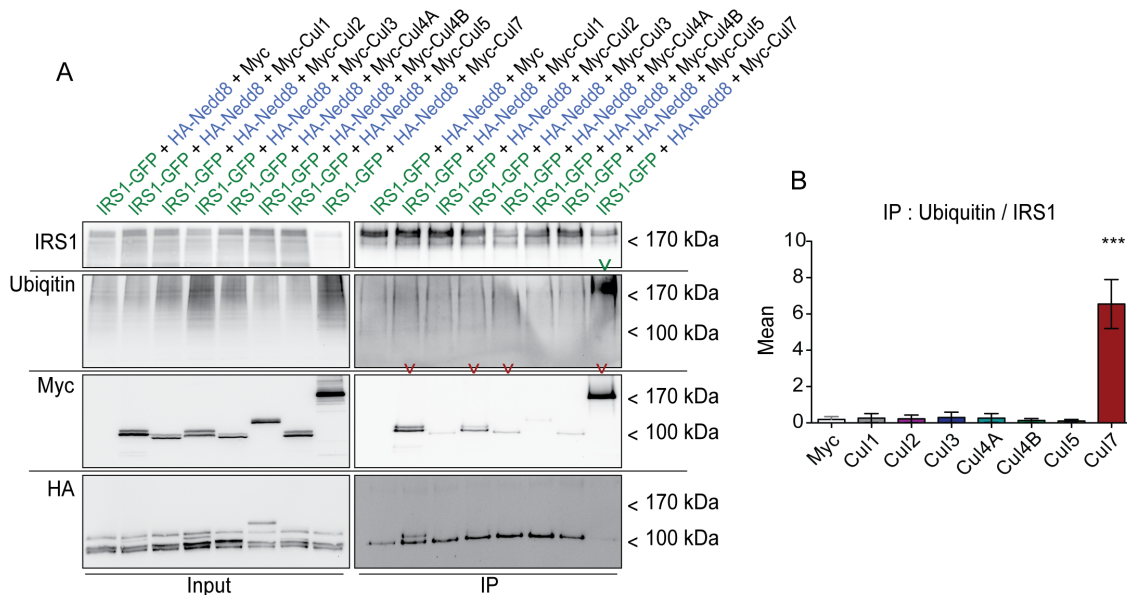 A
IRS1-GFP + HA-Nedd8 + Myc
IRS1-GFP + HA-Nedd8 + Myc-Cul1
IRS1-GFP + HA-Nedd8 + Myc-Cul2
IRS1-GFP + HA-Nedd8 + Myc-Cul3
IRS1-GFP + HA-Nedd8 + Myc-Cul4A
IRS1-GFP + HA-Nedd8 + Myc-Cul4B
IRS1-GFP + HA-Nedd8 + Myc-Cul5
IRS1-GFP + HA-Nedd8 + Myc-Cul7
IRS1-GFP + HA-Nedd8 + Myc
IRS1-GFP + HA-Nedd8 + Myc-Cul1
IRS1-GFP + HA-Nedd8 + Myc-Cul2
IRS1-GFP + HA-Nedd8 + Myc-Cul3
IRS1-GFP + HA-Nedd8 + Myc-Cul4A
IRS1-GFP + HA-Nedd8 + Myc-Cul4B
IRS1-GFP + HA-Nedd8 + Myc-Cul5
IRS1-GFP + HA-Nedd8 + Myc-Cul7
IRS1
< 170 kDa
Ubiqitin
< 170 kDa
< 100 kDa
Myc
< 170 kDa
< 100 kDa
HA
< 170 kDa
< 100 kDa
Input
IP
B
IP : Ubiquitin / IRS1
Mean
10
8
6
4
2
0
***
Myc
Cul1
Cul2
Cul3
Cul4A
Cul4B
Cul5
Cul7